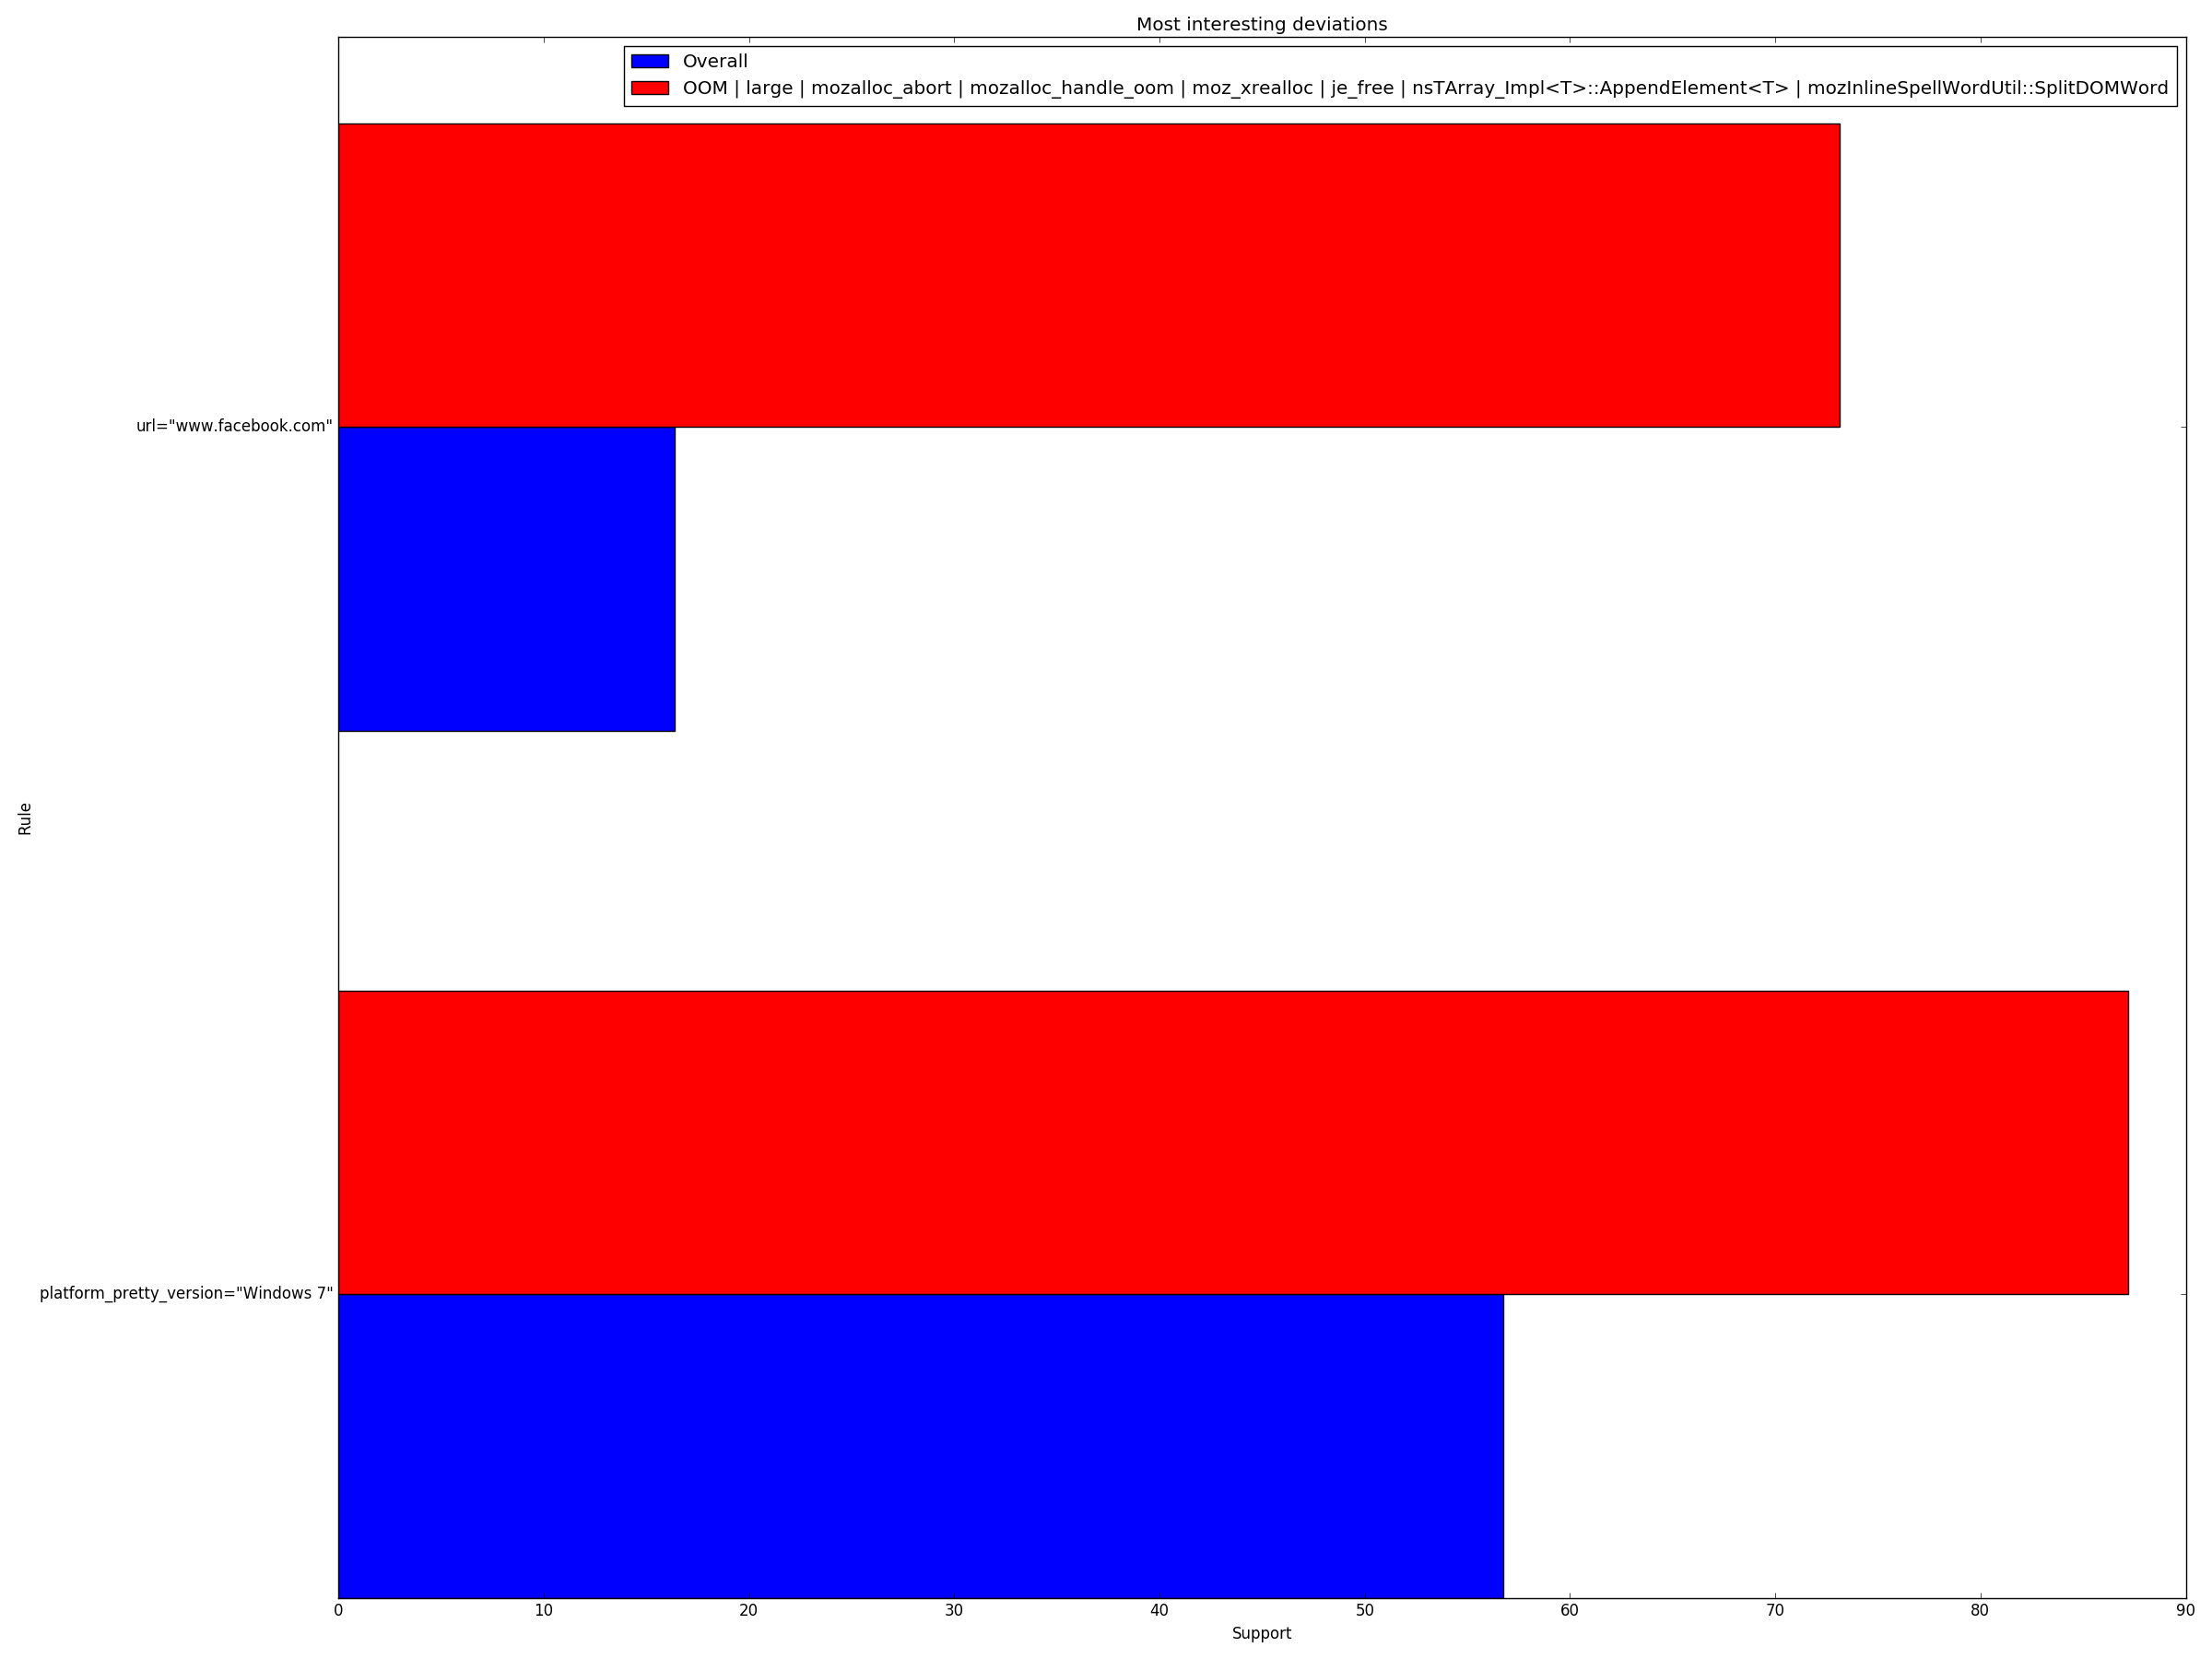 Most interesting deviations
Overall
OOM | large | mozalloc_abort | mozalloc_handle_oom | moz_xrealloc | je_free | nsTArray_Impl<T>::AppendElement<T> | mozInlineSpellWordUtil::SplitDOMWord
url="www.facebook.com"
Rule
platform_pretty_version="Windows 7"
0 10 20 30 40 50 60 70 80 90
Support